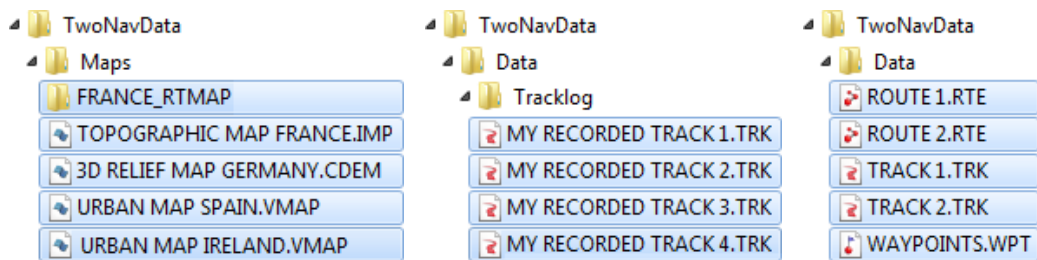 TwoNavData
Maps
FRANCE_RTMAP
TOPOGRAPHIC MAP FRANCE.IMP
3D RELIEF MAP GERMANY.CDEM
URBAN MAP SPAIN.VMAP
URBAN MAP IRELAND.VMAP
TwoNavData
Data
Tracklog
MY RECORDED TRACK 1.TRK
MY RECORDED TRACK 2.TRK
MY RECORDED TRACK 3.TRK
MY RECORDED TRACK 4.TRK
TwoNavData
Data
ROUTE 1.RTE
ROUTE 2.RTE
TRACK 1.TRK
TRACK 2.TRK
WAYPOINTS.WPT